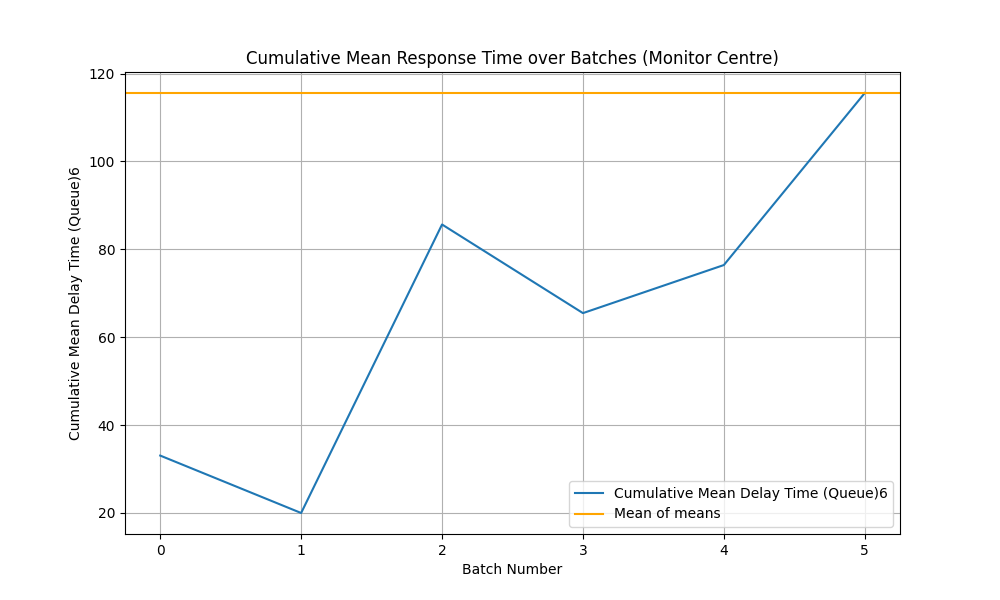 Cumulative Mean Response Time over Batches (Monitor Centre)
120
100
80
60
40
20
Cumulative Mean Delay Time (Queue)6
0 1 2 3 4 5
Batch Number
Cumulative Mean Delay Time (Queue)6
Mean of means